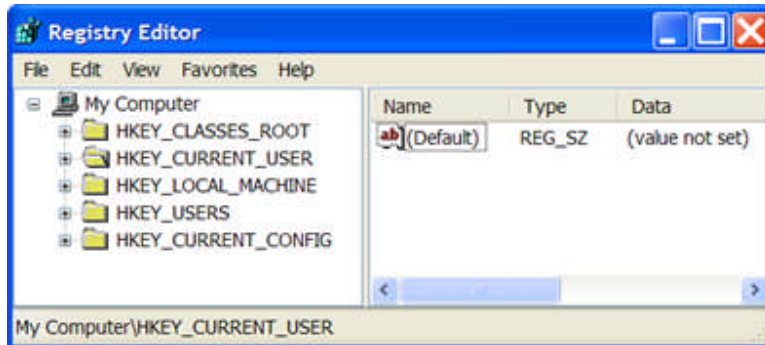 Registry Editor
File Edit View Favorites Help
My Computer
HKEY_CLASSES_ROOT
HKEY_CURRENT_USER
HKEY_LOCAL_MACHINE
HKEY_USERS
HKEY_CURRENT_CONFIG
Name Type Data
ab (Default) REG_SZ (value not set)
My Computer\HKEY_CURRENT_USER